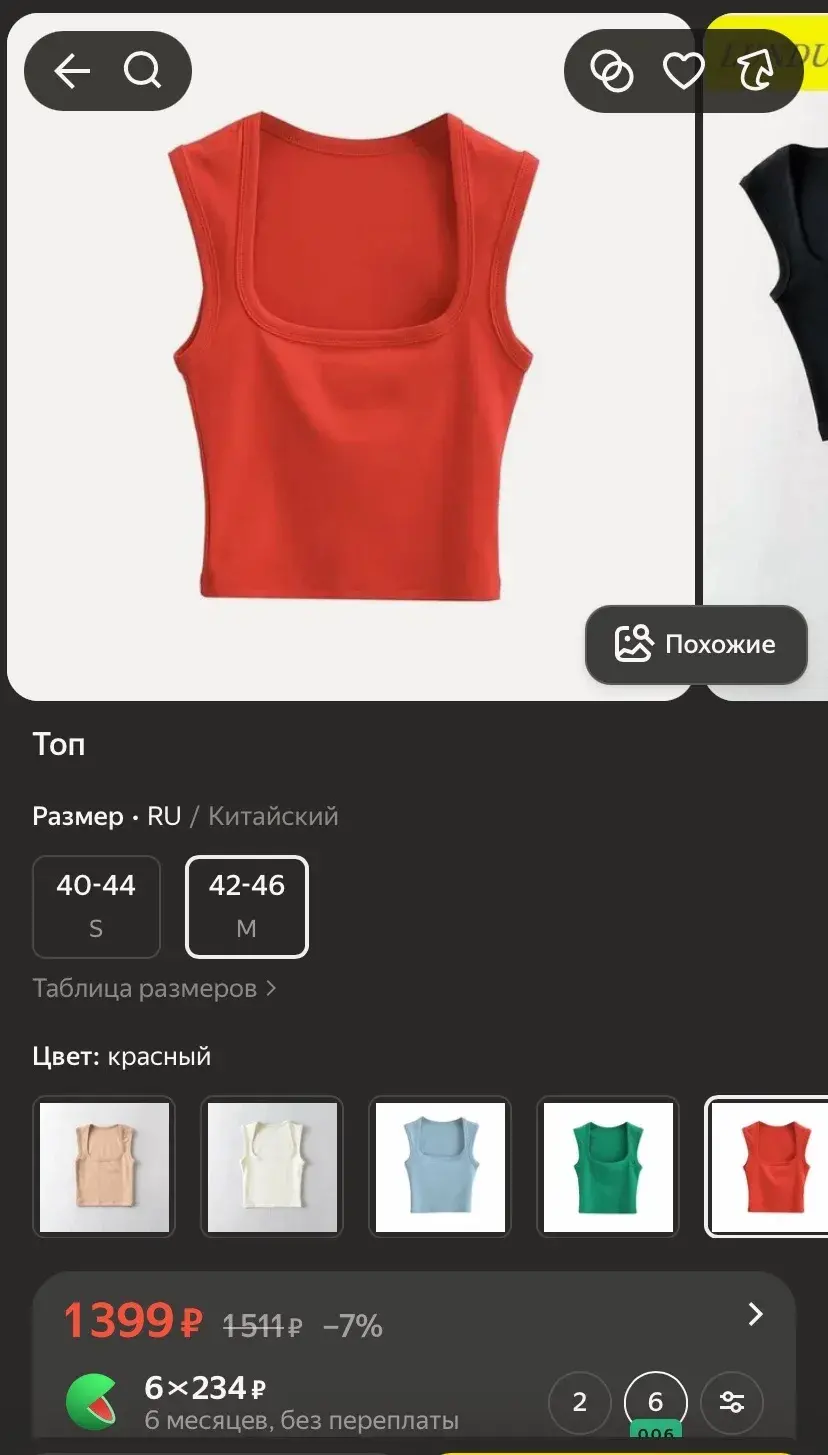 Похожие
Топ
Размер • RU / Китайский
40-44
S
42-46
M
Таблица размеров >
Цвет: красный
1399 ₽ 1511 ₽ –7%
6×234 ₽
6 месяцев, без переплаты
2
6